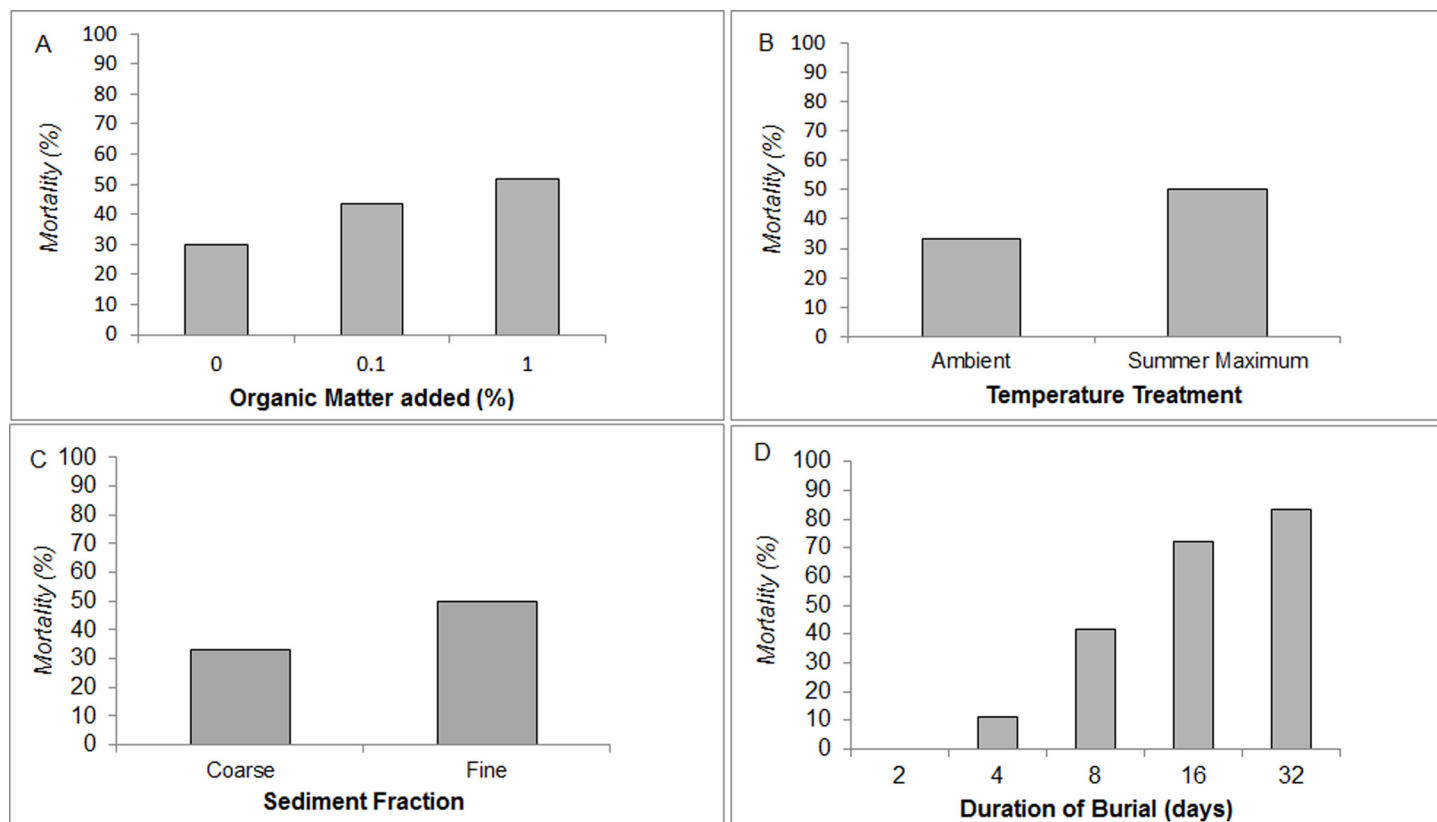 A
100
90
80
70
60
50
40
30
20
10
0
Mortality (%)
0 0.1 1
Organic Matter added (%)
B
100
90
80
70
60
50
40
30
20
10
0
Mortality (%)
Ambient Summer Maximum
Temperature Treatment
C
100
90
80
70
60
50
40
30
20
10
0
Mortality (%)
Coarse Fine
Sediment Fraction
D
100
90
80
70
60
50
40
30
20
10
0
Mortality (%)
2 4 8 16 32
Duration of Burial (days)